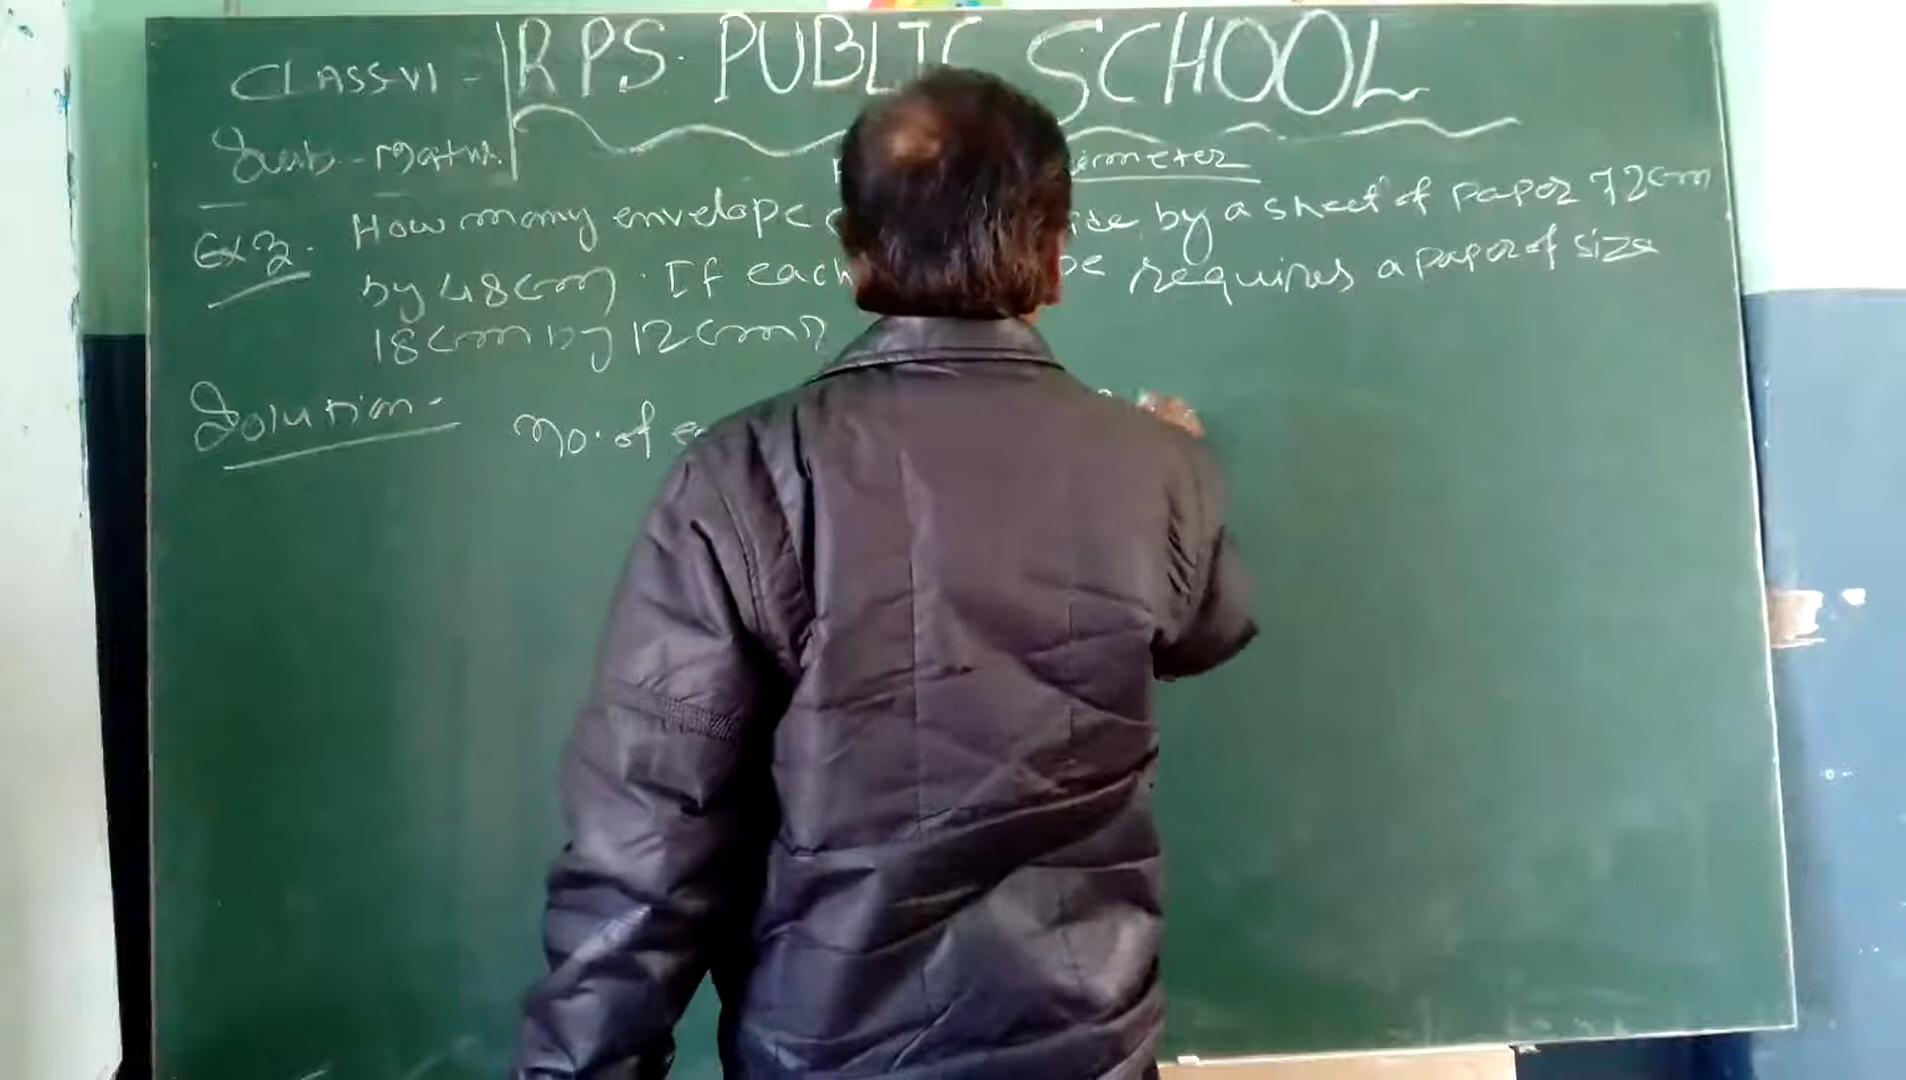 RPS. PUBLIC SCHOOL
CLASS-VI -
Sub - Maths.
Ex 3. How many envelope by a sheet of paper 72cm
by 48cm. If each requires a paper of size
18cm by 12cm?
Solution - No. of